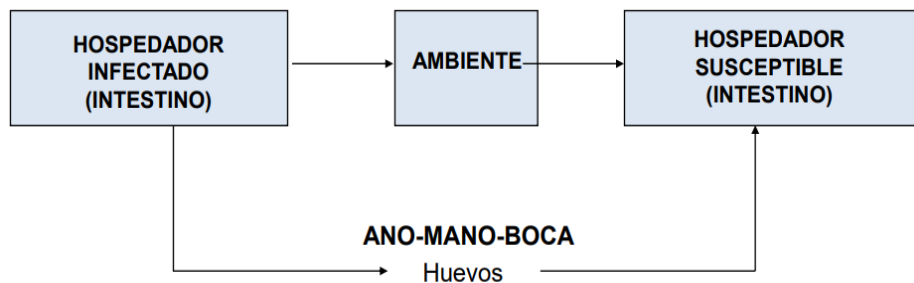 HOSPEDADOR
INFECTADO
(INTESTINO)
AMBIENTE
HOSPEDADOR
SUSCEPTIBLE
(INTESTINO)
ANO-MANO-BOCA
Huevos